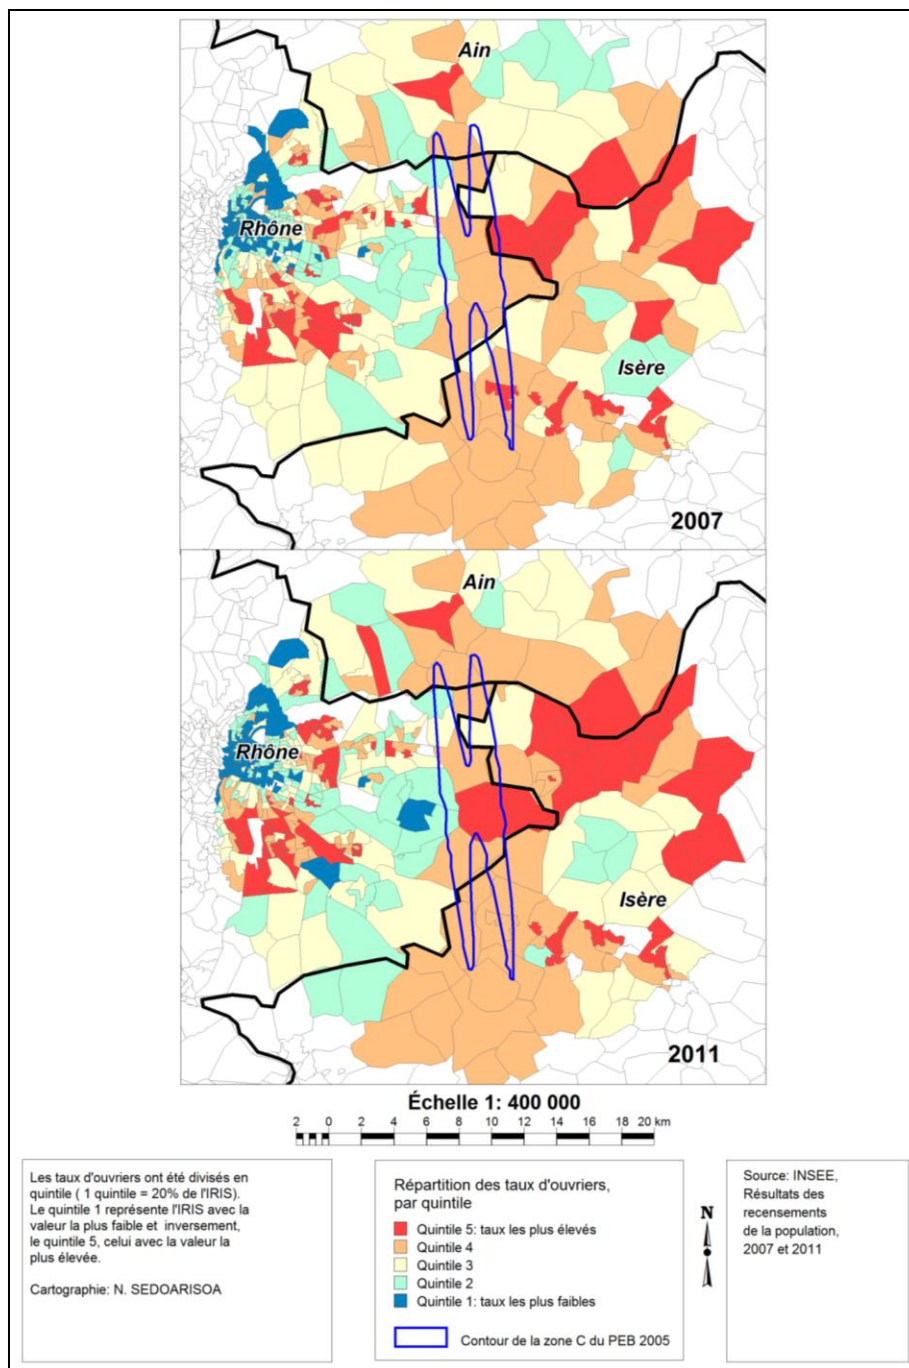 Ain
Rhône
Isère
2007
Ain
Rhône
Isère
2011
Échelle 1: 400 000
2 0 2 4 6 8 10 12 14 16 18 20 km
Les taux d'ouvriers ont été divisés en
quintile ( 1 quintile = 20% de l'IRIS).
Le quintile 1 représente l'IRIS avec la
valeur la plus faible et inversement,
le quintile 5, celui avec la valeur la
plus élevée.
Cartographie: N. SEDOARISOA
Répartition des taux d'ouvriers,
par quintile
Quintile 5: taux les plus élevés
Quintile 4
Quintile 3
Quintile 2
Quintile 1: taux les plus faibles
Contour de la zone C du PEB 2005
N
Source: INSEE,
Résultats des
recensements
de la population,
2007 et 2011